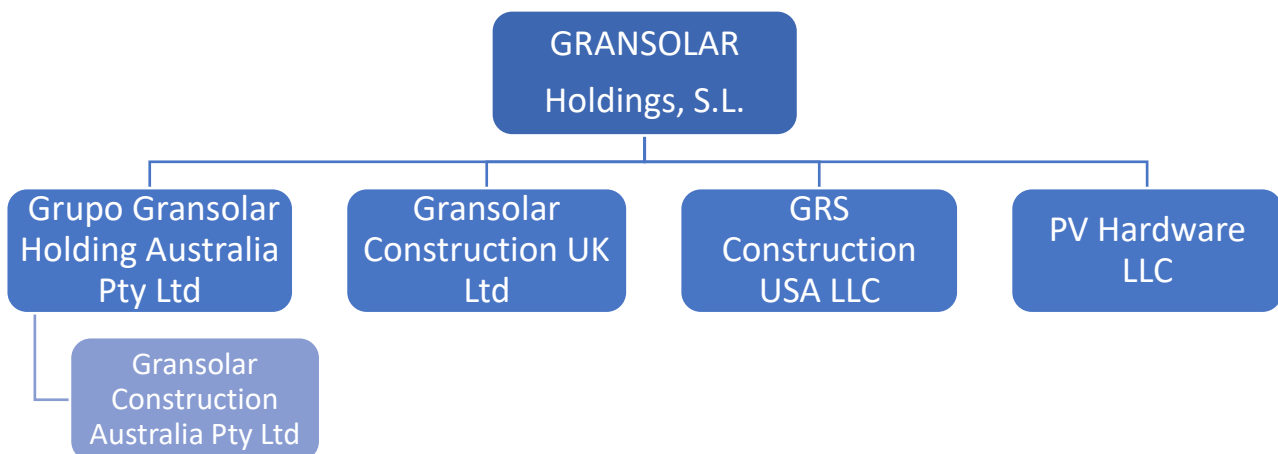 GRANSOLAR
Holdings, S.L.
Grupo Gransolar
Holding Australia
Pty Ltd
Gransolar
Construction UK
Ltd
GRS
Construction
USA LLC
PV Hardware
LLC
Gransolar
Construction
Australia Pty Ltd